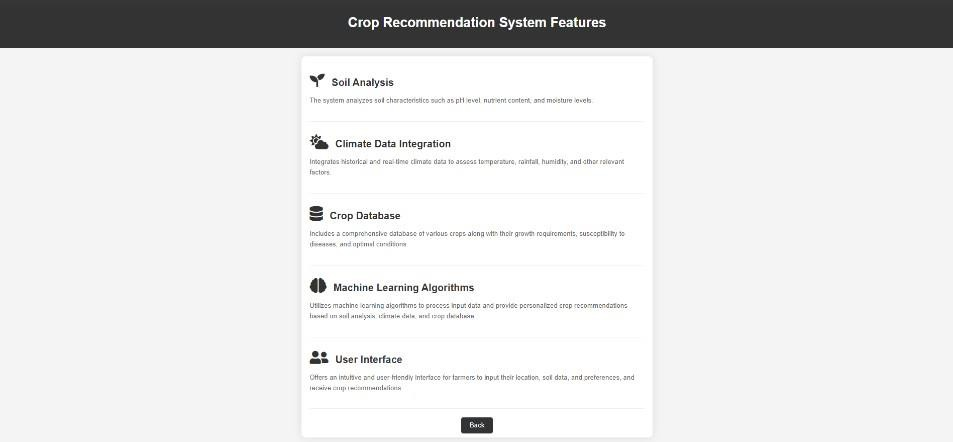 Crop Recommendation System Features
Soil Analysis
The system analyzes soil characteristics such as pH level, nutrient content, and moisture levels.
Climate Data Integration
Integrates historical and real-time climate data to assess temperature, rainfall, humidity, and other relevant
factors.
Crop Database
Includes a comprehensive database of various crops along with their growth requirements, susceptibility to
diseases, and optimal conditions.
Machine Learning Algorithms
Utilizes machine learning algorithms to process input data and provide personalized crop recommendations
based on soil analysis, climate data, and crop database.
User Interface
Offers an intuitive and user-friendly interface for farmers to input their location, soil data, and preferences, and
receive crop recommendations.
Back